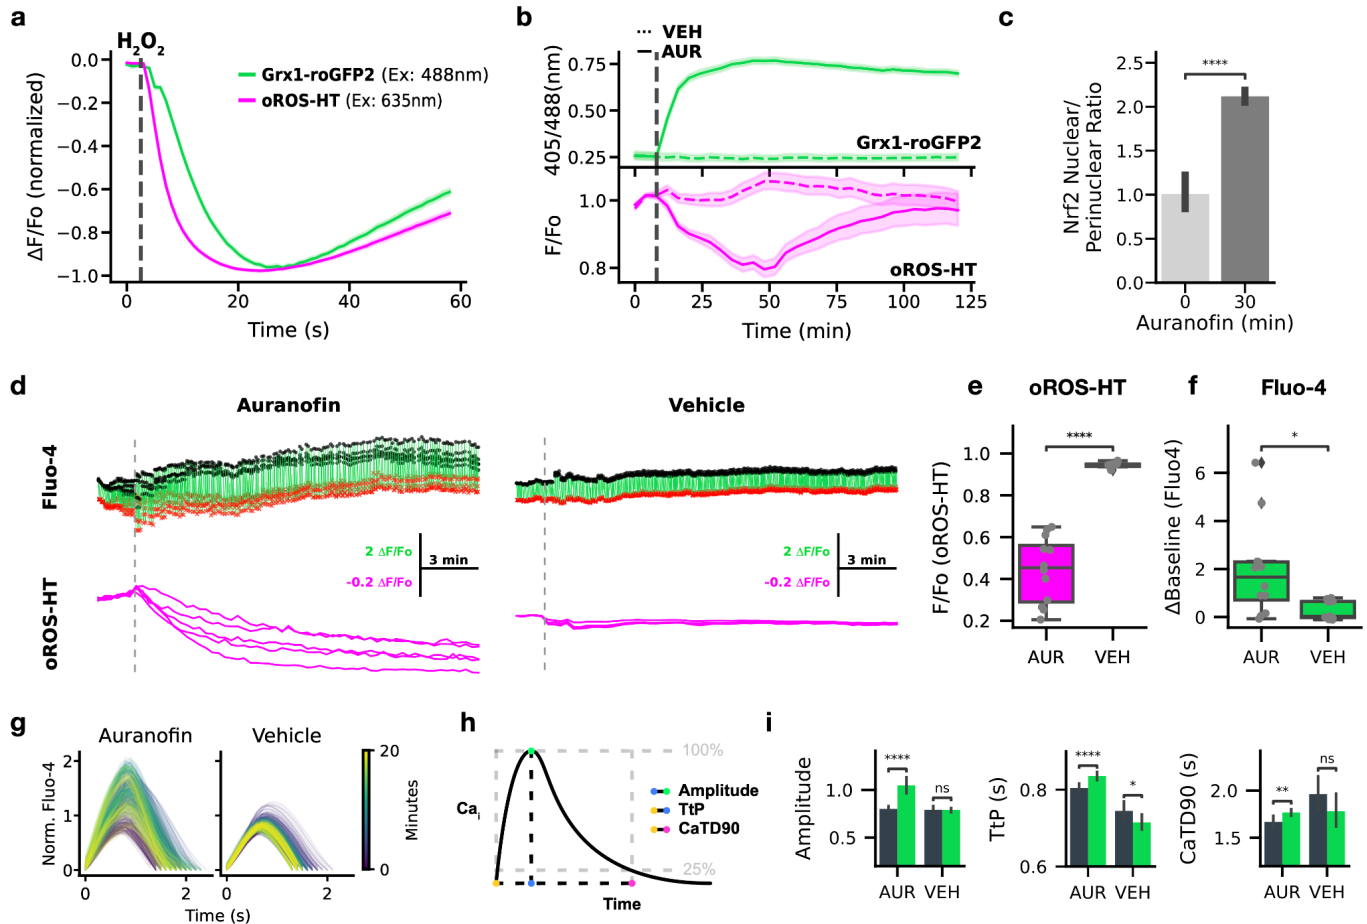 a
H₂O₂
Grx1-roGFP2 (Ex: 488nm)
oROS-HT (Ex: 635nm)
ΔF/Fo (normalized)
0.0
−0.2
−0.4
−0.6
−0.8
−1.0
0 20 40 60
Time (s)
b
VEH
AUR
405/488(nm)
0.75
0.50
0.25
Grx1-roGFP2
F/Fo
1.0
0.8
oROS-HT
0 25 50 75 100 125
Time (min)
c
Nrf2 Nuclear/
Perinuclear Ratio
2.5
2.0
1.5
1.0
0.5
0.0
****
0 30
Auranofin (min)
d
Auranofin
Vehicle
Fluo-4
2 ΔF/Fo
3 min
-0.2 ΔF/Fo
2 ΔF/Fo
3 min
-0.2 ΔF/Fo
oROS-HT
e
oROS-HT
F/Fo (oROS-HT)
1.0
0.9
0.8
0.6
0.4
0.2
****
AUR VEH
f
Fluo-4
ΔBaseline (Fluo4)
6
4
2
0
*
AUR VEH
g
Auranofin
Vehicle
Norm. Fluo-4
2
1
0
0 2
0 2
Time (s)
20
0
Minutes
h
100%
Amplitude
TtP
CaTD90
Caᵢ
25%
Time
i
Amplitude
1.0
0.5
****
ns
AUR VEH
TtP (s)
0.8
0.6
****
*
AUR VEH
CaTD90 (s)
2.0
1.5
**
ns
AUR VEH